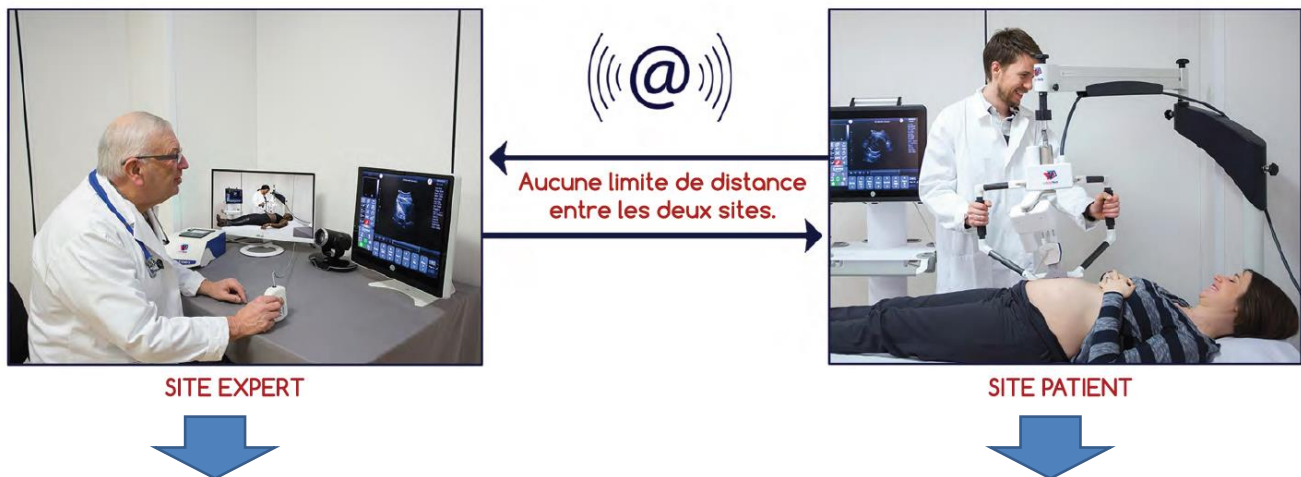 @
Aucune limite de distance
entre les deux sites.
SITE EXPERT
SITE PATIENT